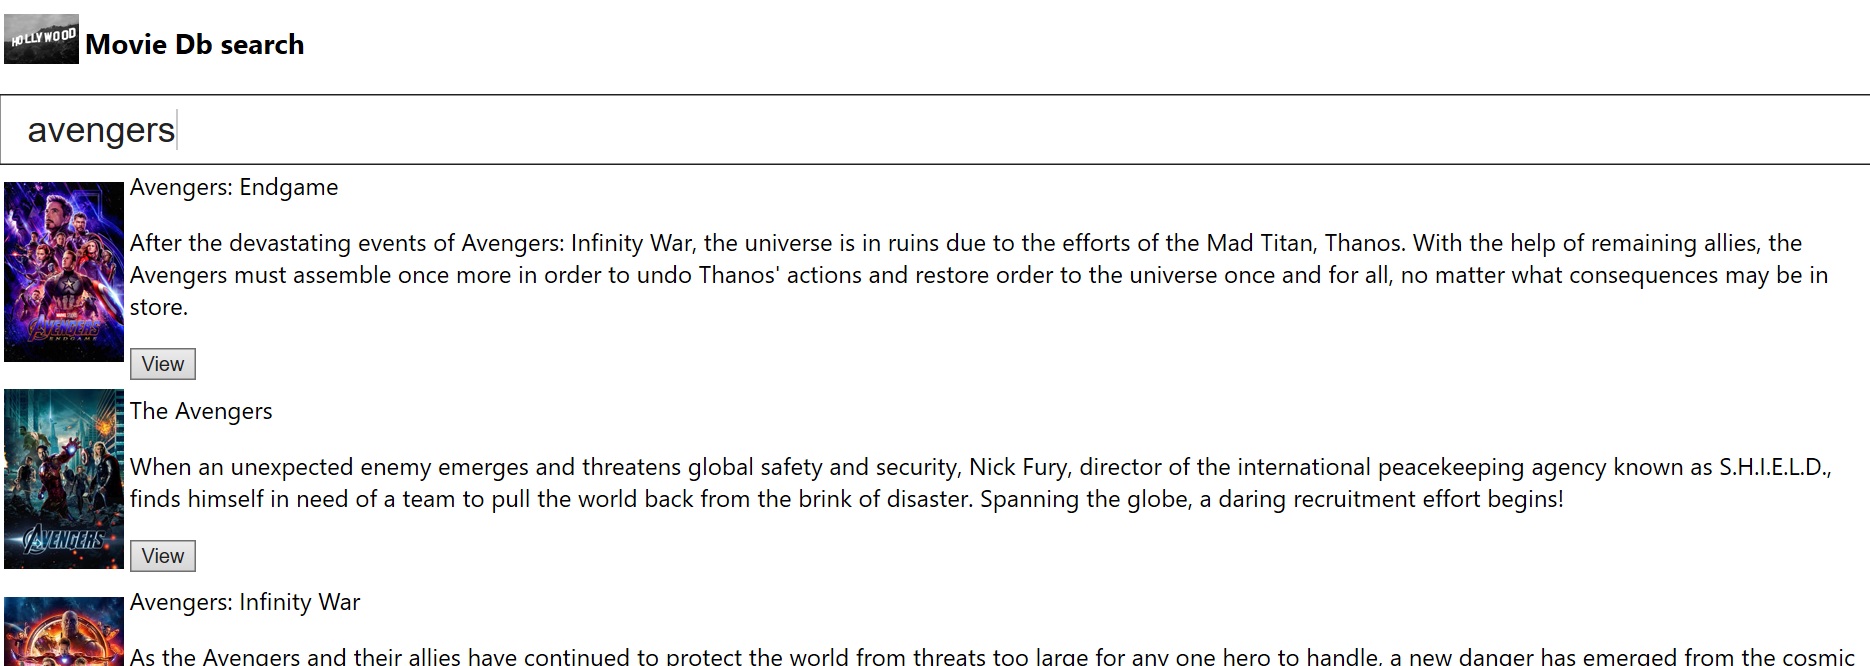 HOLLYWOOD
Movie Db search
avengers
Avengers: Endgame
After the devastating events of Avengers: Infinity War, the universe is in ruins due to the efforts of the Mad Titan, Thanos. With the help of remaining allies, the
Avengers must assemble once more in order to undo Thanos' actions and restore order to the universe once and for all, no matter what consequences may be in
store.
AVENGERS
ENDGAME
View
The Avengers
When an unexpected enemy emerges and threatens global safety and security, Nick Fury, director of the international peacekeeping agency known as S.H.I.E.L.D.,
finds himself in need of a team to pull the world back from the brink of disaster. Spanning the globe, a daring recruitment effort begins!
AVENGERS
View
Avengers: Infinity War
As the Avengers and their allies have continued to protect the world from threats too large for any one hero to handle, a new danger has emerged from the cosmic